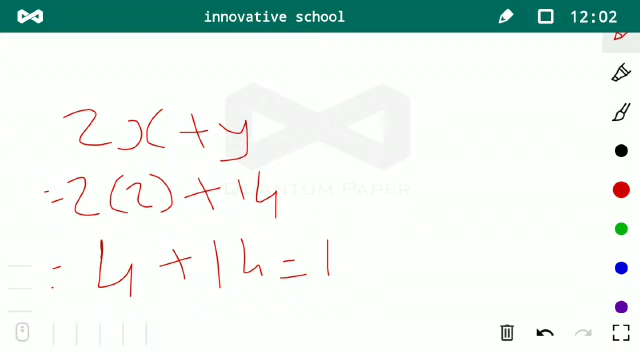 innovative school
12:02
2x + y
= 2(2) + 14
QUANTUM PAPER
= 4 + 14 = 1